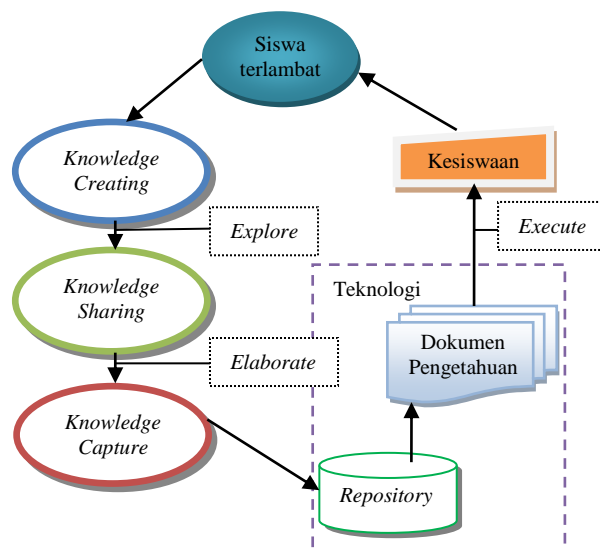 Siswa
terlambat
Kesiswaan
Knowledge
Creating
Explore
Execute
Knowledge
Sharing
Teknologi
Dokumen
Pengetahuan
Elaborate
Knowledge
Capture
Repository